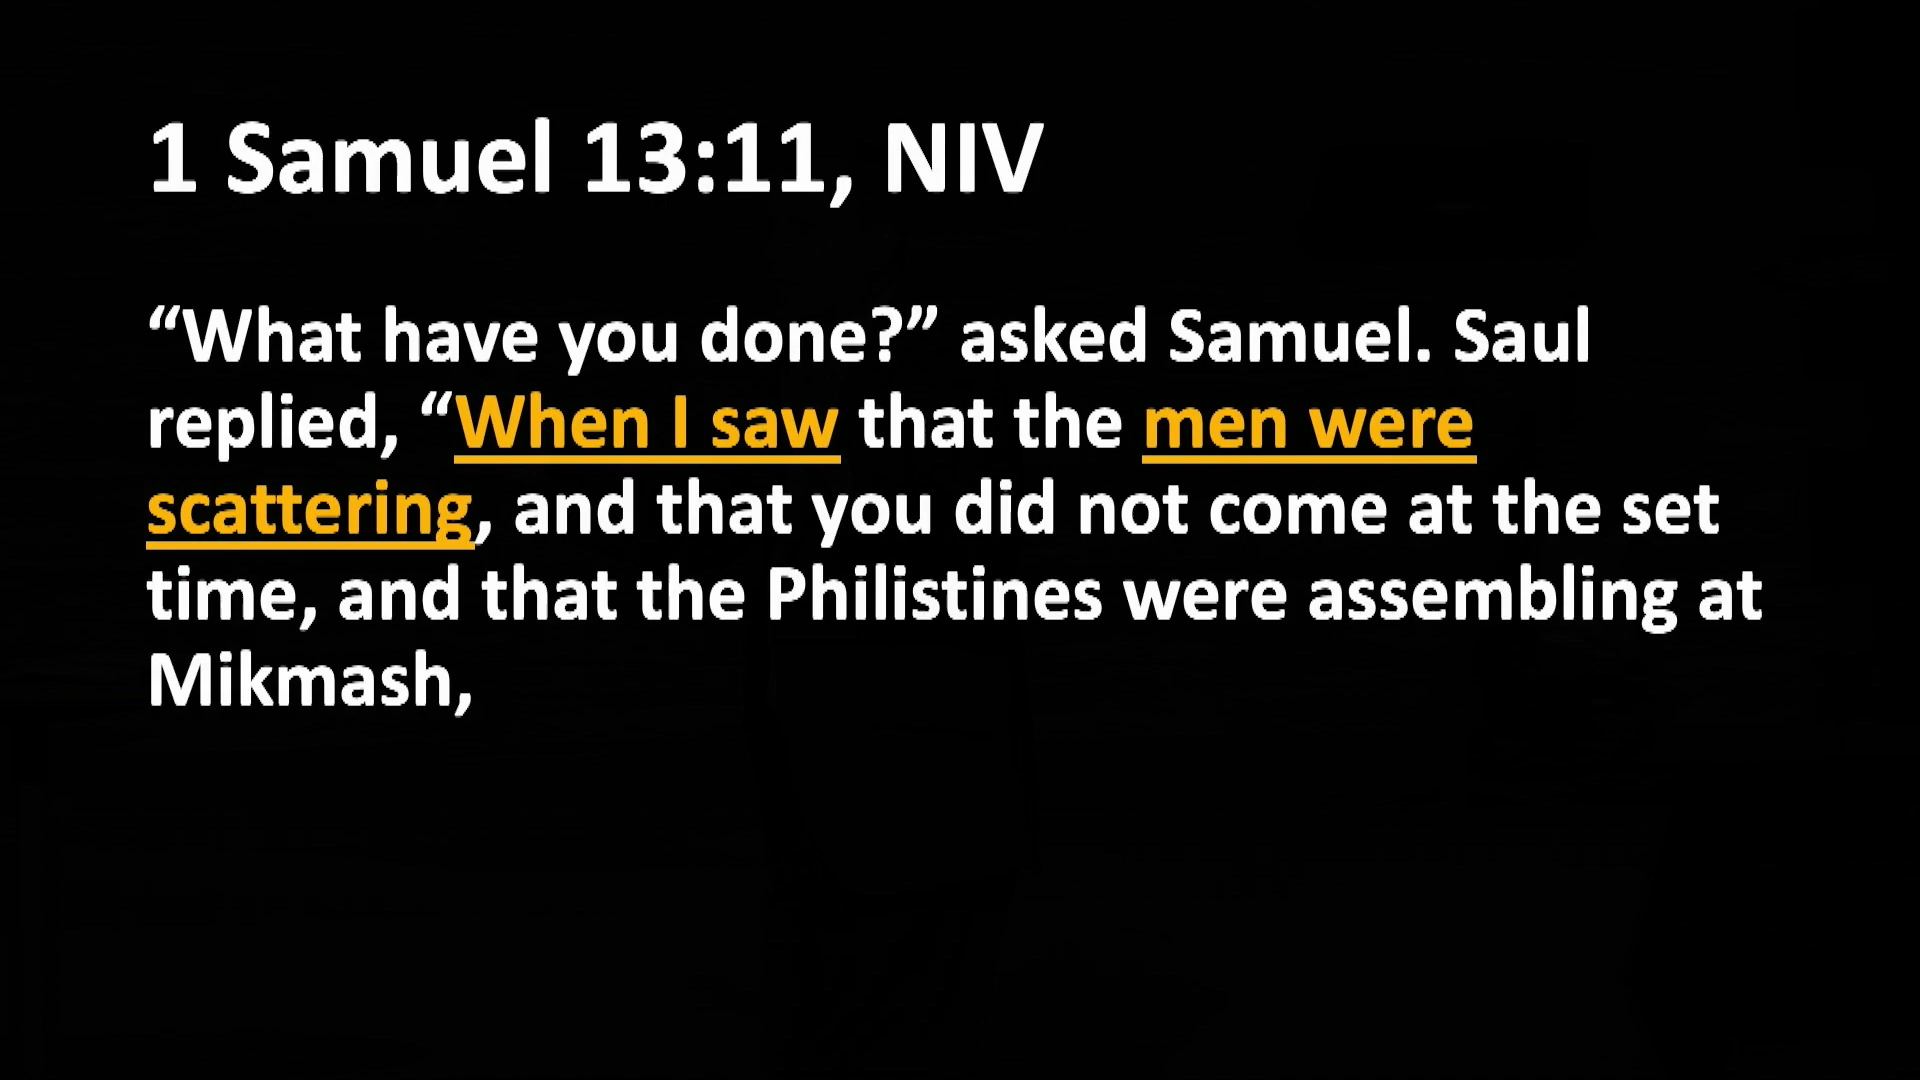 1 Samuel 13:11, NIV
“What have you done?” asked Samuel. Saul
replied, “When I saw that the men were
scattering, and that you did not come at the set
time, and that the Philistines were assembling at
Mikmash,